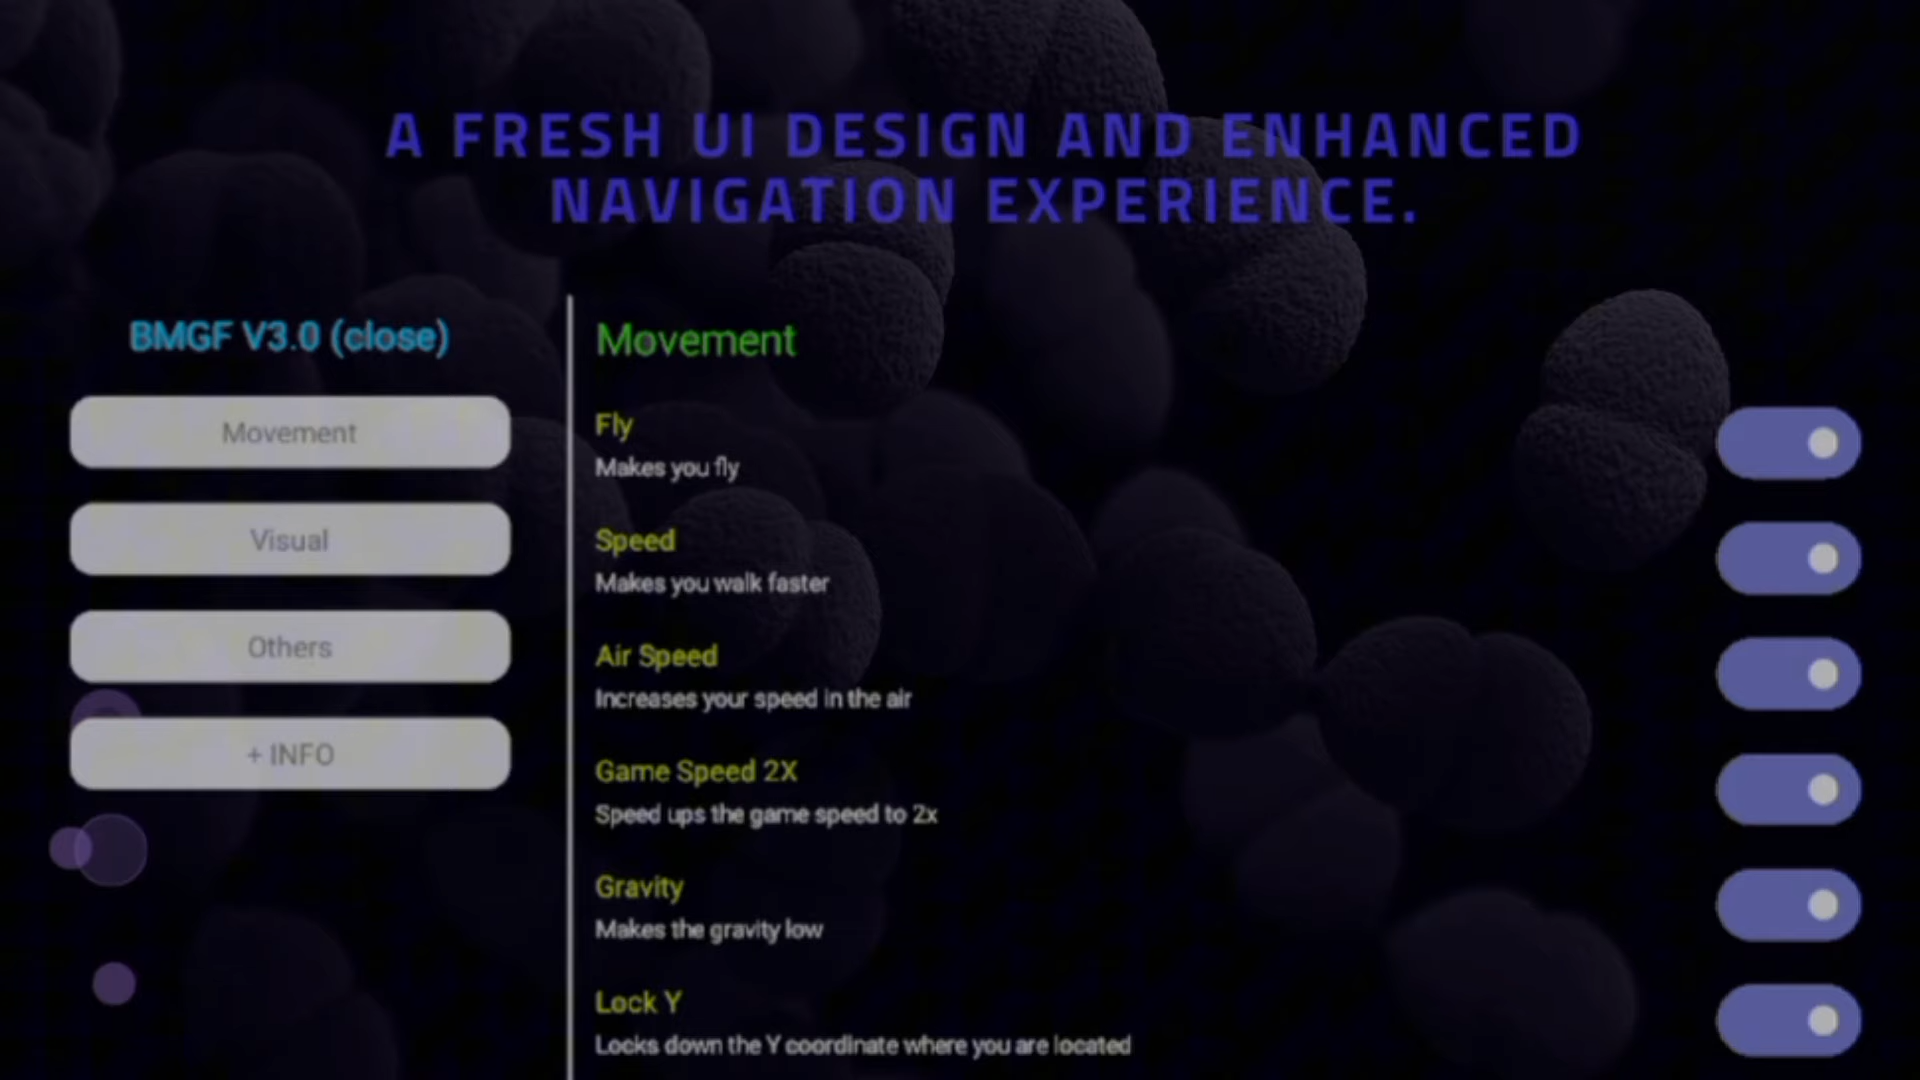 A FRESH UI DESIGN AND ENHANCED
NAVIGATION EXPERIENCE.
BMGF V3.0 (close)
Movement
Visual
Others
+ INFO
Movement
Fly
Makes you fly
Speed
Makes you walk faster
Air Speed
Increases your speed in the air
Game Speed 2X
Speed ups the game speed to 2x
Gravity
Makes the gravity low
Lock Y
Locks down the Y coordinate where you are located